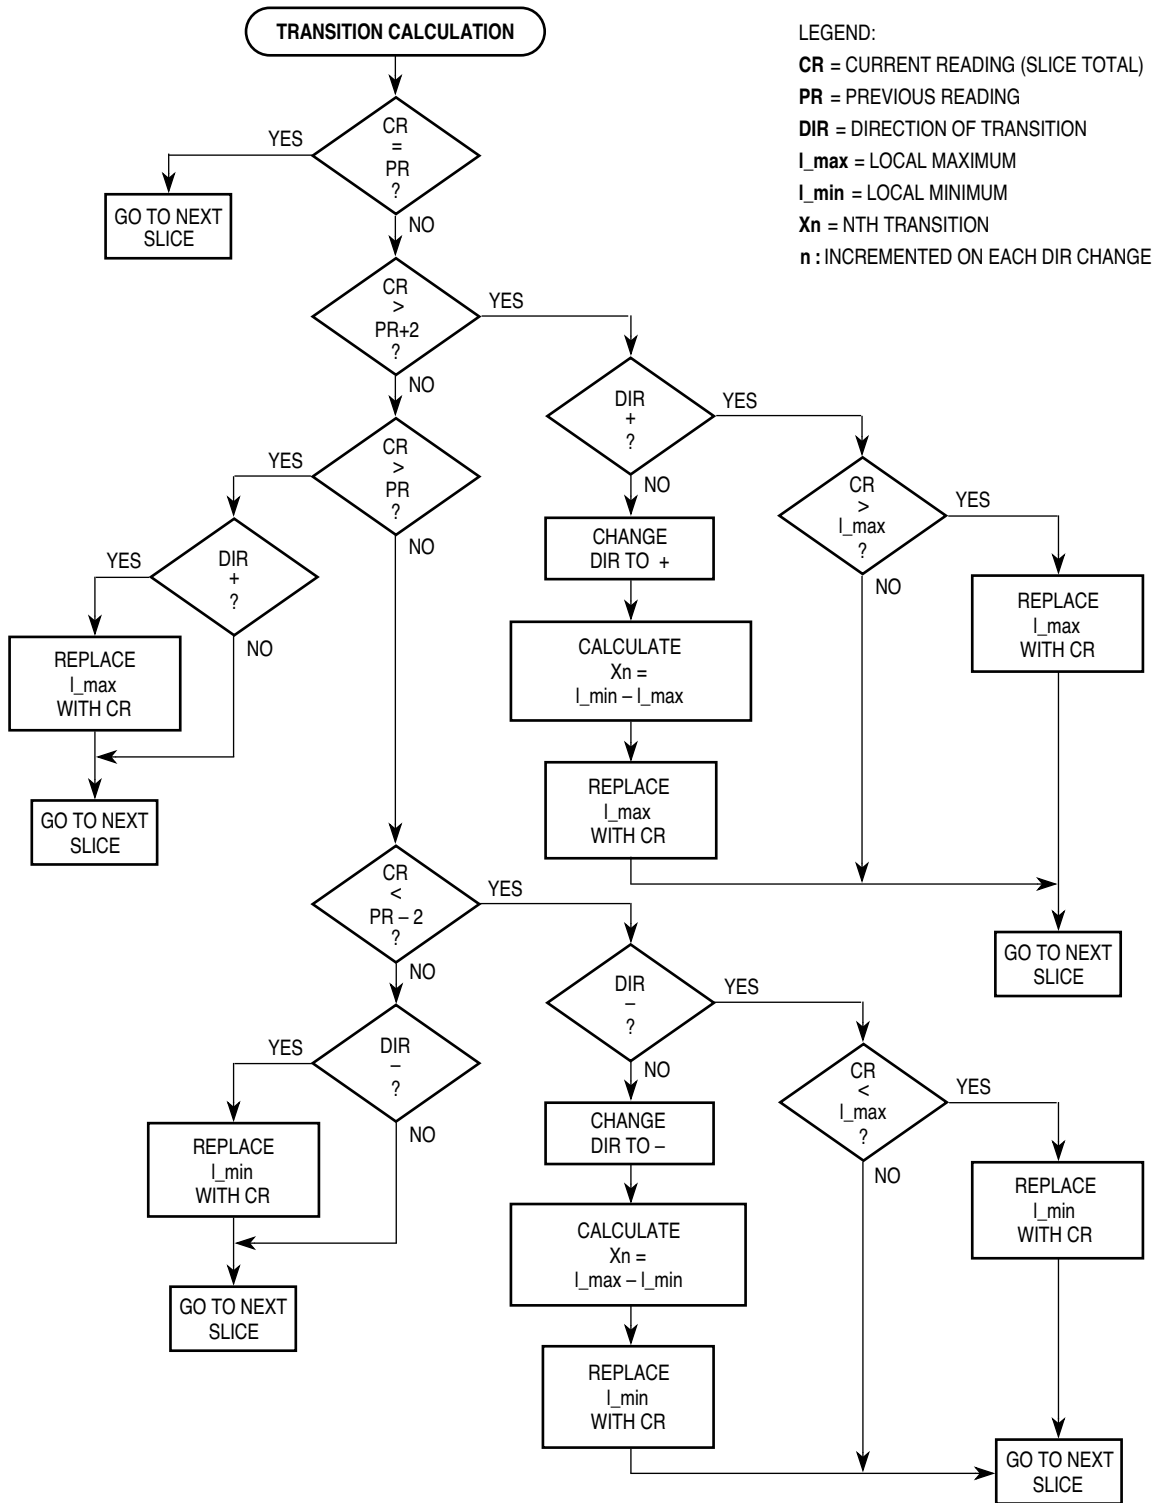 TRANSITION CALCULATION
LEGEND:
CR = CURRENT READING (SLICE TOTAL)
PR = PREVIOUS READING
DIR = DIRECTION OF TRANSITION
l_max = LOCAL MAXIMUM
l_min = LOCAL MINIMUM
Xn = NTH TRANSITION
n : INCREMENTED ON EACH DIR CHANGE
CR
=
PR
?
YES
NO
GO TO NEXT
SLICE
CR
>
PR+2
?
YES
NO
DIR
+
?
YES
NO
CR
>
l_max
?
YES
NO
REPLACE
l_max
WITH CR
CHANGE
DIR TO +
CALCULATE
Xn =
l_min – l_max
REPLACE
l_max
WITH CR
GO TO NEXT
SLICE
CR
>
PR
?
YES
NO
DIR
+
?
YES
NO
REPLACE
l_max
WITH CR
GO TO NEXT
SLICE
CR
<
PR – 2
?
YES
NO
DIR
–
?
YES
NO
CR
<
l_max
?
YES
NO
REPLACE
l_min
WITH CR
CHANGE
DIR TO –
CALCULATE
Xn =
l_max – l_min
REPLACE
l_min
WITH CR
GO TO NEXT
SLICE
DIR
–
?
YES
NO
REPLACE
l_min
WITH CR
GO TO NEXT
SLICE